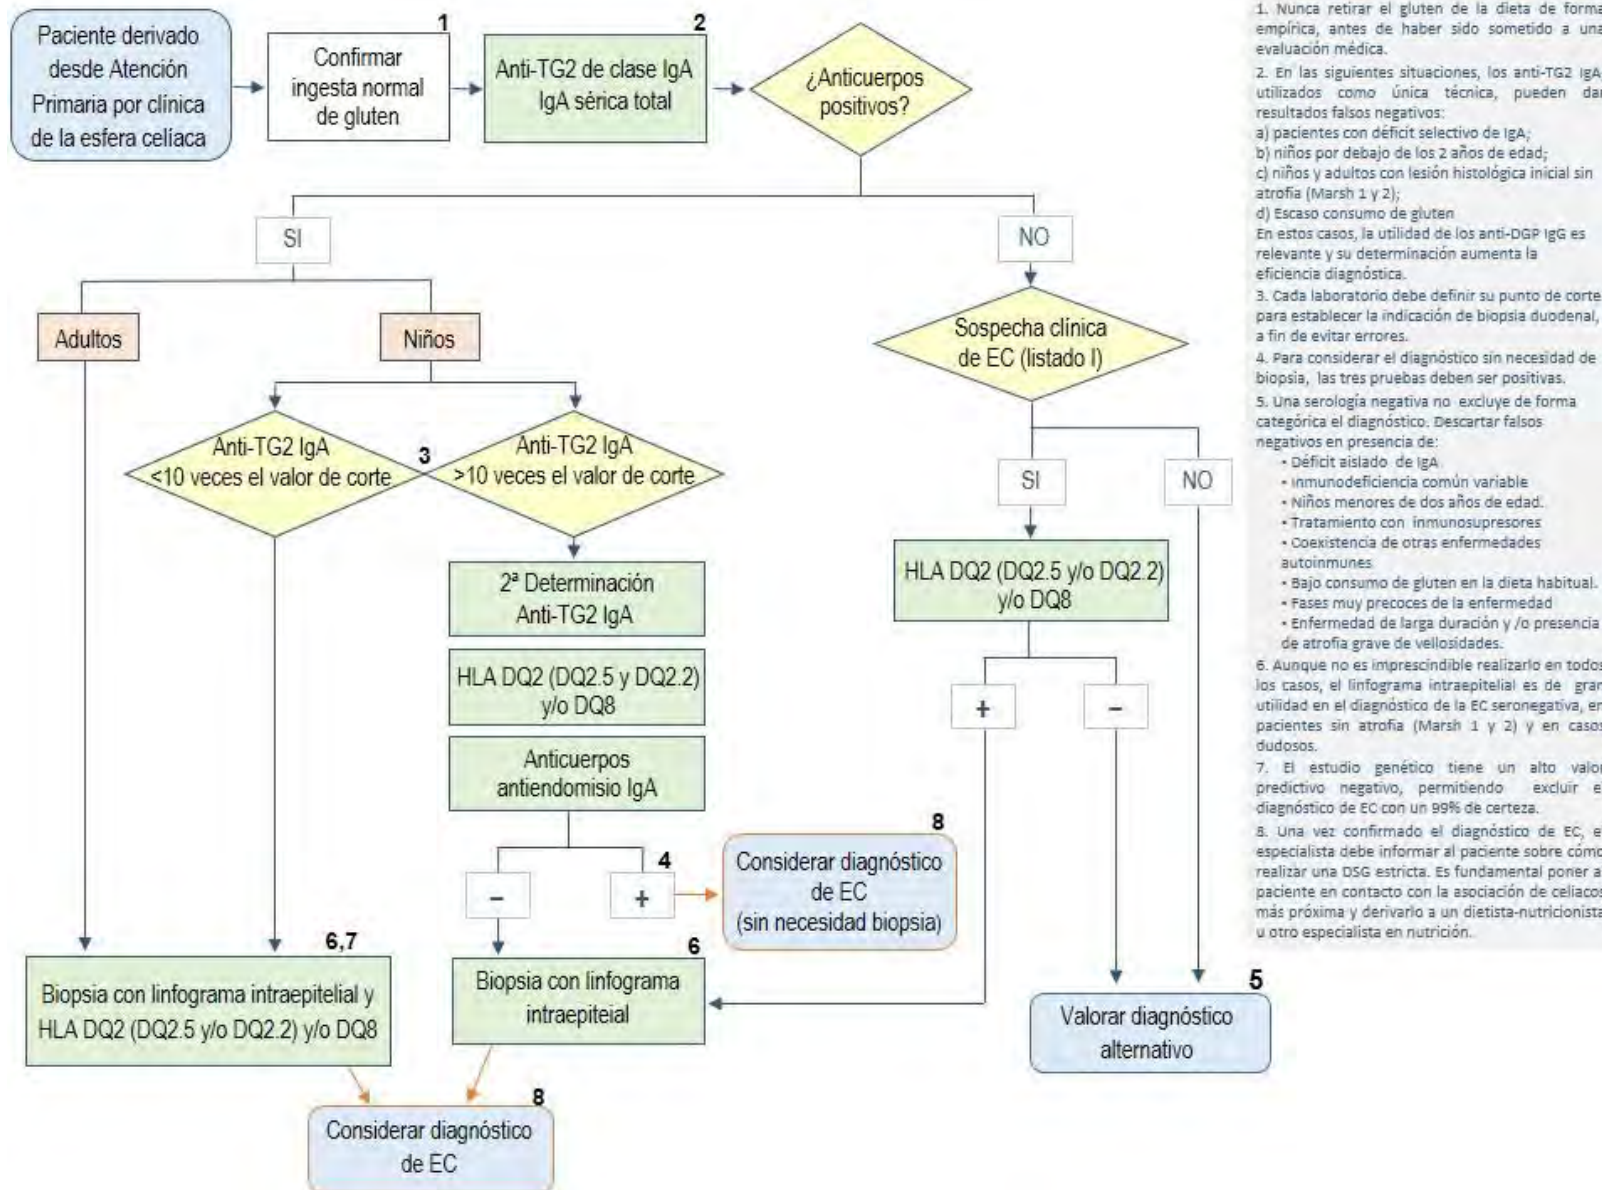 Paciente derivado
desde Atención
Primaria por clínica
de la esfera celíaca
1
Confirmar
ingesta normal
de gluten
2
Anti-TG2 de clase IgA
IgA sérica total
¿Anticuerpos
positivos?
SI
NO
Adultos
Niños
Sospecha clínica
de EC (listado I)
Anti-TG2 IgA
<10 veces el valor de corte
3
Anti-TG2 IgA
>10 veces el valor de corte
SI
NO
2ª Determinación
Anti-TG2 IgA
HLA DQ2 (DQ2.5 y DQ2.2)
y/o DQ8
Anticuerpos
antiendomisio IgA
HLA DQ2 (DQ2.5 y/o DQ2.2)
y/o DQ8
+
−
−
4
+
8
Considerar diagnóstico
de EC
(sin necesidad biopsia)
6,7
Biopsia con linfograma intraepitelial y
HLA DQ2 (DQ2.5 y/o DQ2.2) y/o DQ8
6
Biopsia con linfograma
intraepiteial
5
Valorar diagnóstico
alternativo
8
Considerar diagnóstico
de EC
1. Nunca retirar el gluten de la dieta de forma
empírica, antes de haber sido sometido a una
evaluación médica.
2. En las siguientes situaciones, los anti-TG2 IgA
utilizados como única técnica, pueden dar
resultados falsos negativos:
a) pacientes con déficit selectivo de IgA;
b) niños por debajo de los 2 años de edad;
c) niños y adultos con lesión histológica inicial sin
atrofia (Marsh 1 y 2);
d) Escaso consumo de gluten
En estos casos, la utilidad de los anti-DGP IgG es
relevante y su determinación aumenta la
eficiencia diagnóstica.
3. Cada laboratorio debe definir su punto de corte
para establecer la indicación de biopsia duodenal,
a fin de evitar errores.
4. Para considerar el diagnóstico sin necesidad de
biopsia, las tres pruebas deben ser positivas.
5. Una serología negativa no excluye de forma
categórica el diagnóstico. Descartar falsos
negativos en presencia de:
• Déficit aislado de IgA
• Inmunodeficiencia común variable
• Niños menores de dos años de edad.
• Tratamiento con inmunosupresores
• Coexistencia de otras enfermedades
autoinmunes
• Bajo consumo de gluten en la dieta habitual.
• Fases muy precoces de la enfermedad
• Enfermedad de larga duración y /o presencia
de atrofia grave de vellosidades.
6. Aunque no es imprescindible realizarlo en todos
los casos, el linfograma intraepitelial es de gran
utilidad en el diagnóstico de la EC seronegativa, en
pacientes sin atrofia (Marsh 1 y 2) y en casos
dudosos.
7. El estudio genético tiene un alto valor
predictivo negativo, permitiendo excluir e
diagnóstico de EC con un 99% de certeza.
8. Una vez confirmado el diagnóstico de EC, e
especialista debe informar al paciente sobre cómo
realizar una DSG estricta. Es fundamental poner a
paciente en contacto con la asociación de celiacos
más próxima y derivarlo a un dietista-nutricionista
u otro especialista en nutrición.